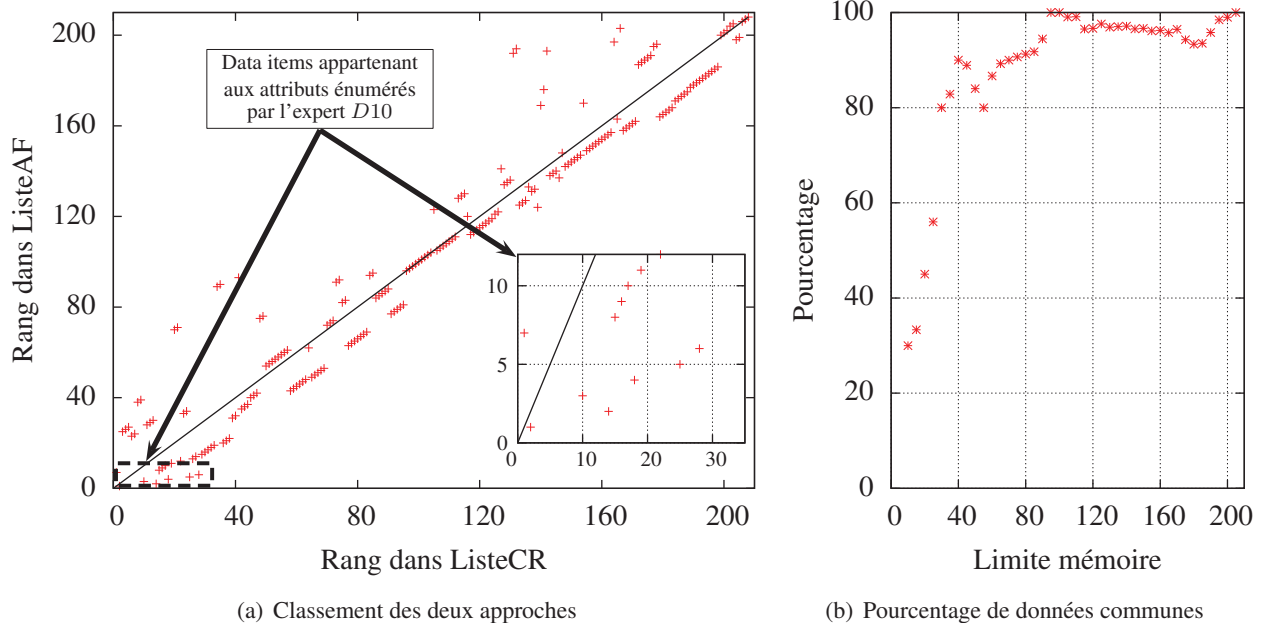 Rang dans ListeAF
200
160
120
80
40
0
Data items appartenant
aux attributs énumérés
par l'expert D10
10
5
0
0 10 20 30
0 40 80 120 160 200
Rang dans ListeCR
(a) Classement des deux approches
Pourcentage
100
80
60
40
20
0
0 40 80 120 160 200
Limite mémoire
(b) Pourcentage de données communes